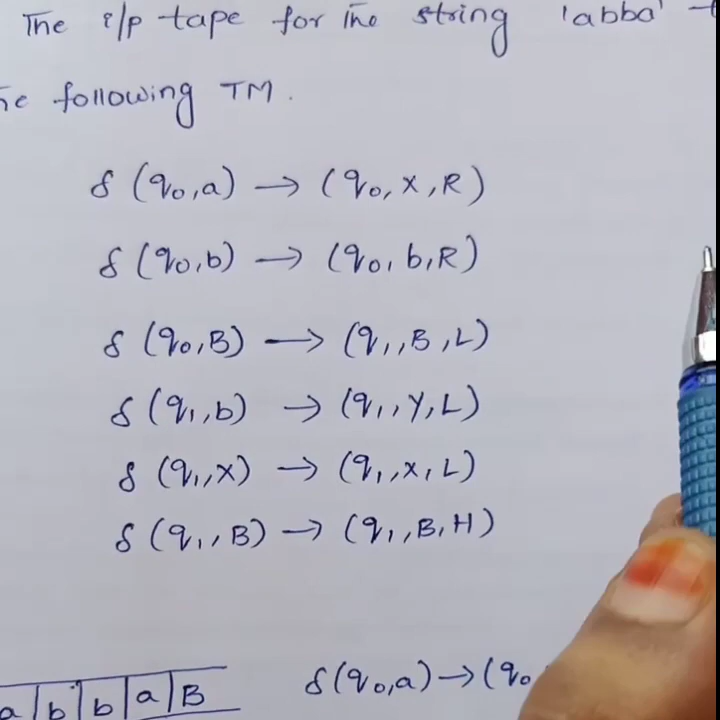 The i/p tape for the string 'abba'
following TM.
δ (q₀,a) → (q₀,X,R)
δ (q₀,b) → (q₀,b,R)
δ (q₀,B) → (q₁,B,L)
δ (q₁,b) → (q₁,Y,L)
δ (q₁,X) → (q₁,X,L)
δ (q₁,B) → (q₁,B,H)
a b b a B δ(q₀,a) → (q₀